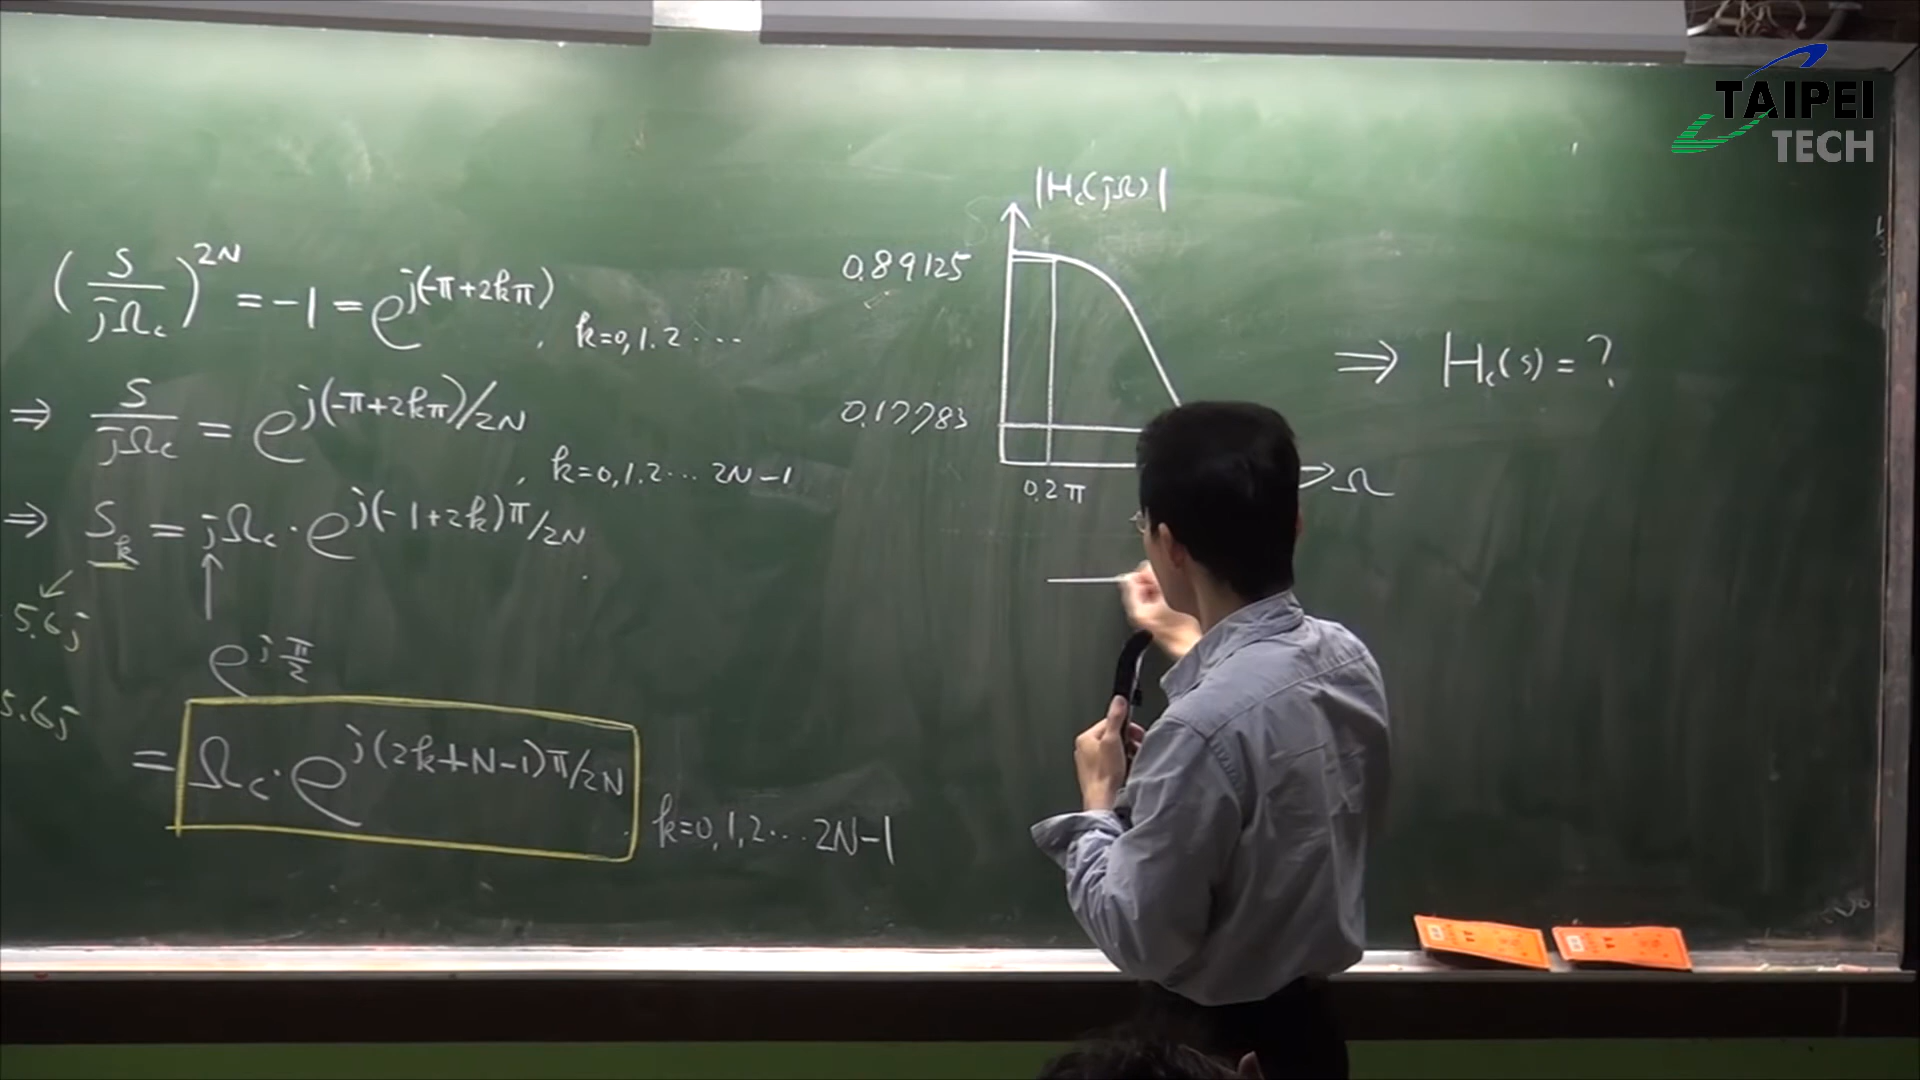 TAIPEI
TECH
(s/jΩc)^2N = -1 = e^j(-π+2kπ) , k=0,1,2...
⇒ s/jΩc = e^j(-π+2kπ)/2N , k=0,1,2...2N-1
⇒ S_k = jΩc·e^j(-1+2k)π/2N
5.6j
e^jπ/2
5.6j
= Ωc·e^j(2k+N-1)π/2N , k=0,1,2...2N-1
|Hc(jΩ)|
0.89125
0.17783
0.2π
Ω
⇒ Hc(s) = ?